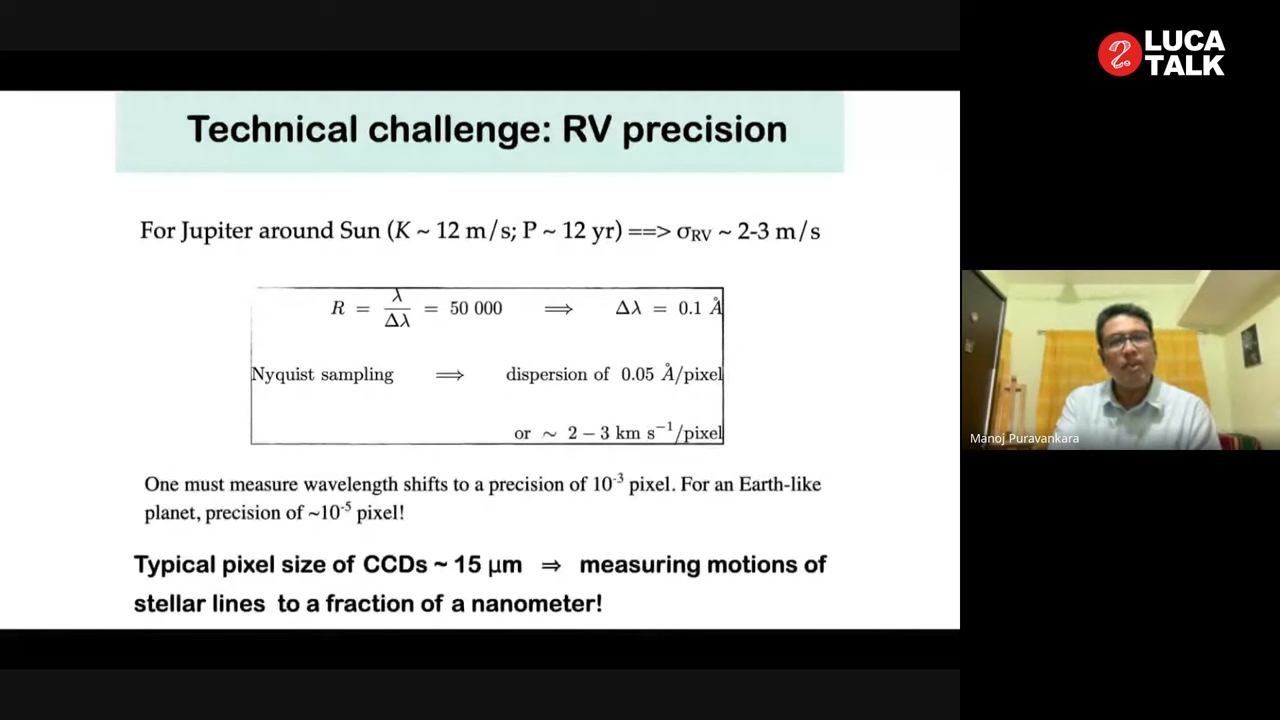 LUCA
TALK
Technical challenge: RV precision
For Jupiter around Sun (K ~ 12 m/s; P ~ 12 yr) ==> σRV ~ 2-3 m/s
R = λ/Δλ = 50 000 ⟹ Δλ = 0.1 Å
Nyquist sampling ⟹ dispersion of 0.05 Å/pixel
or ∼ 2 – 3 km s⁻¹/pixel
One must measure wavelength shifts to a precision of 10⁻³ pixel. For an Earth-like
planet, precision of ~10⁻⁵ pixel!
Typical pixel size of CCDs ~ 15 µm ⇒ measuring motions of
stellar lines to a fraction of a nanometer!
Manoj Puravankara